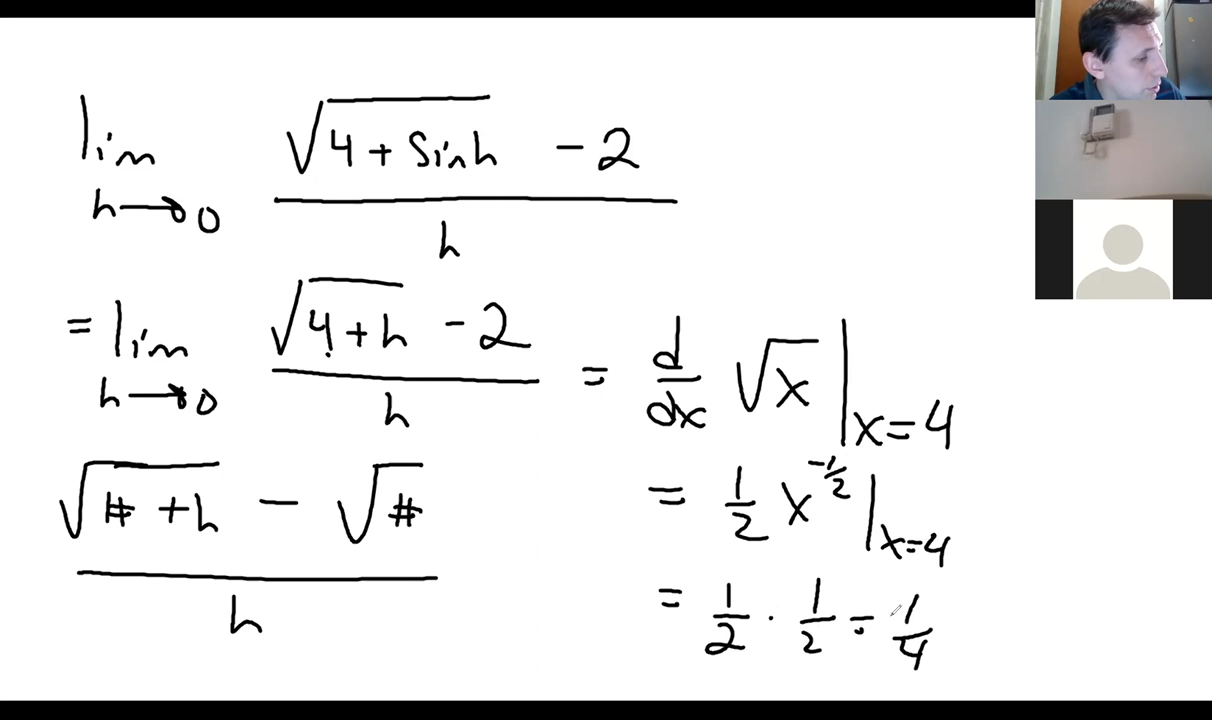 lim h→0 (√(4 + Sinh) - 2) / h
= lim h→0 (√(4 + h) - 2) / h = d/dx √x |x=4
(√(# + h) - √#) / h
= 1/2 x^(-1/2) |x=4
= 1/2 · 1/2 = 1/4